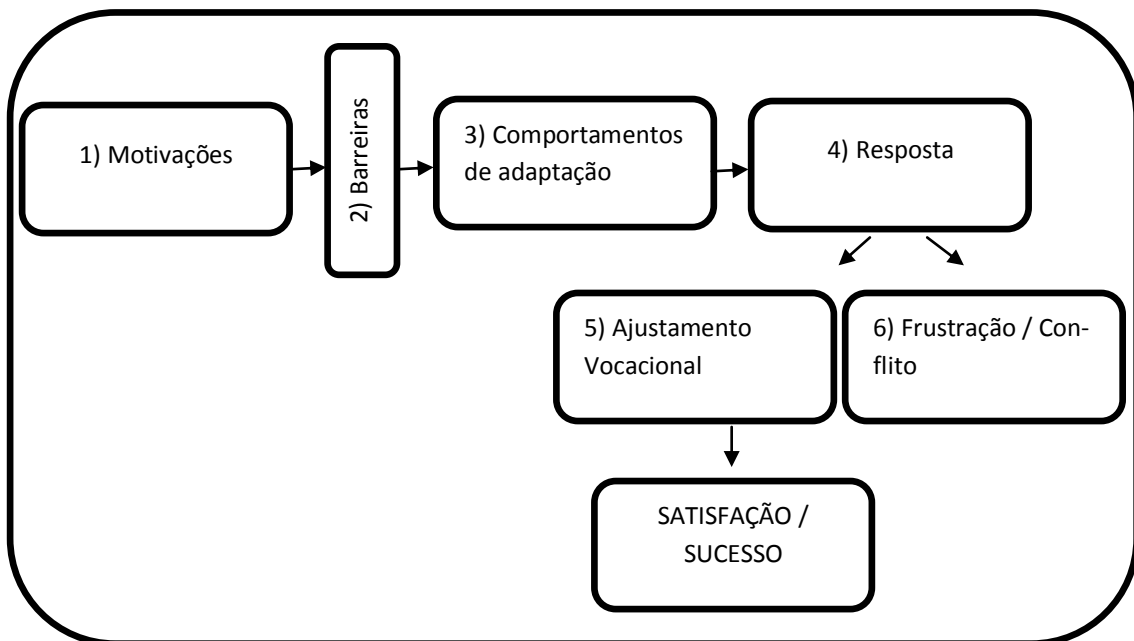 1) Motivações
2) Barreiras
3) Comportamentos
de adaptação
4) Resposta
5) Ajustamento
Vocacional
6) Frustração / Con-
flito
SATISFAÇÃO /
SUCESSO